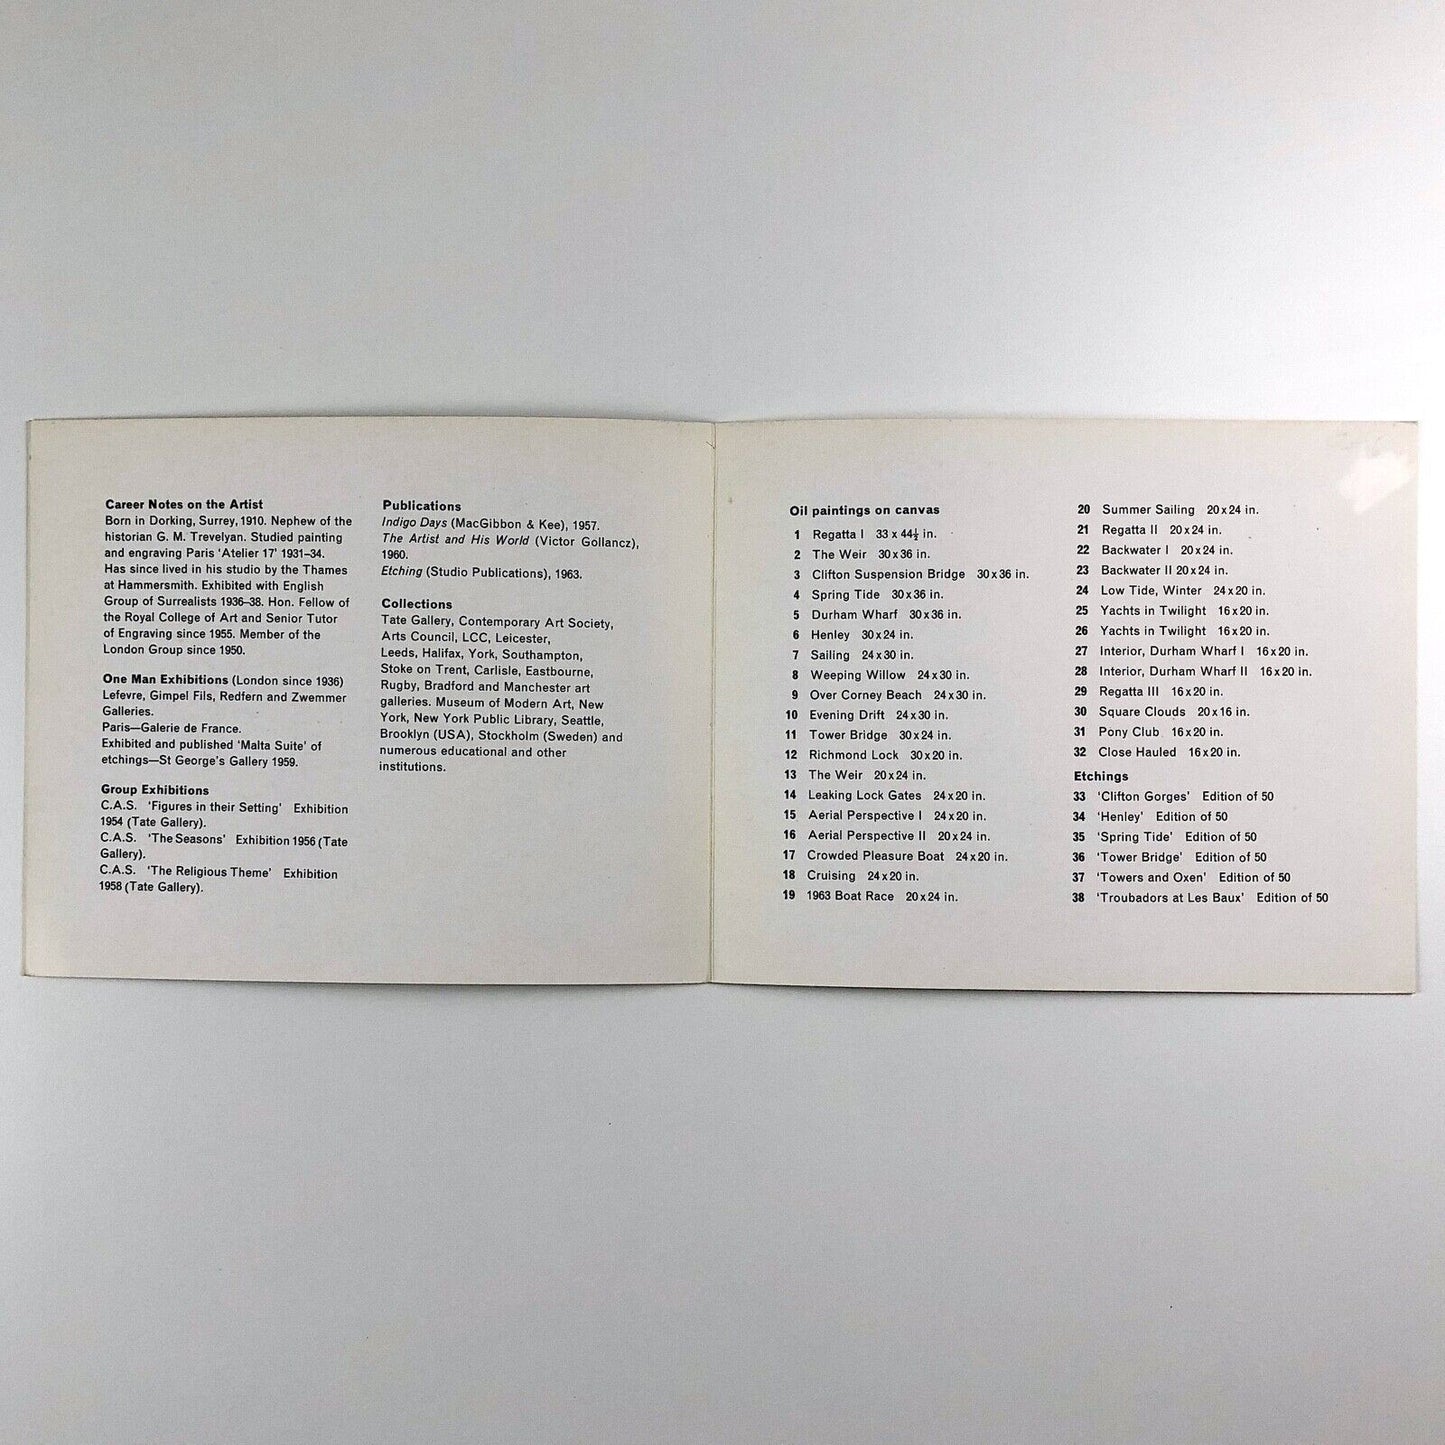 Career Notes on the Artist
Born in Dorking, Surrey, 1910. Nephew of the
historian G. M. Trevelyan. Studied painting
and engraving Paris 'Atelier 17' 1931–34.
Has since lived in his studio by the Thames
at Hammersmith. Exhibited with English
Group of Surrealists 1936–38. Hon. Fellow of
the Royal College of Art and Senior Tutor
of Engraving since 1955. Member of the
London Group since 1950.
One Man Exhibitions (London since 1936)
Lefevre, Gimpel Fils, Redfern and Zwemmer
Galleries.
Paris—Galerie de France.
Exhibited and published 'Malta Suite' of
etchings—St George's Gallery 1959.
Group Exhibitions
C.A.S. 'Figures in their Setting' Exhibition
1954 (Tate Gallery).
C.A.S. 'The Seasons' Exhibition 1956 (Tate
Gallery).
C.A.S. 'The Religious Theme' Exhibition
1958 (Tate Gallery).
Publications
Indigo Days (MacGibbon & Kee), 1957.
The Artist and His World (Victor Gollancz),
1960.
Etching (Studio Publications), 1963.
Collections
Tate Gallery, Contemporary Art Society,
Arts Council, LCC, Leicester,
Leeds, Halifax, York, Southampton,
Stoke on Trent, Carlisle, Eastbourne,
Rugby, Bradford and Manchester art
galleries. Museum of Modern Art, New
York, New York Public Library, Seattle,
Brooklyn (USA), Stockholm (Sweden) and
numerous educational and other
institutions.
Oil paintings on canvas
1 Regatta I 33 x 44½ in.
2 The Weir 30 x 36 in.
3 Clifton Suspension Bridge 30 x 36 in.
4 Spring Tide 30 x 36 in.
5 Durham Wharf 30 x 36 in.
6 Henley 30 x 24 in.
7 Sailing 24 x 30 in.
8 Weeping Willow 24 x 30 in.
9 Over Corney Beach 24 x 30 in.
10 Evening Drift 24 x 30 in.
11 Tower Bridge 30 x 24 in.
12 Richmond Lock 30 x 20 in.
13 The Weir 20 x 24 in.
14 Leaking Lock Gates 24 x 20 in.
15 Aerial Perspective I 24 x 20 in.
16 Aerial Perspective II 20 x 24 in.
17 Crowded Pleasure Boat 24 x 20 in.
18 Cruising 24 x 20 in.
19 1963 Boat Race 20 x 24 in.
20 Summer Sailing 20 x 24 in.
21 Regatta II 20 x 24 in.
22 Backwater I 20 x 24 in.
23 Backwater II 20 x 24 in.
24 Low Tide, Winter 24 x 20 in.
25 Yachts in Twilight 16 x 20 in.
26 Yachts in Twilight 16 x 20 in.
27 Interior, Durham Wharf I 16 x 20 in.
28 Interior, Durham Wharf II 16 x 20 in.
29 Regatta III 16 x 20 in.
30 Square Clouds 20 x 16 in.
31 Pony Club 16 x 20 in.
32 Close Hauled 16 x 20 in.
Etchings
33 'Clifton Gorges' Edition of 50
34 'Henley' Edition of 50
35 'Spring Tide' Edition of 50
36 'Tower Bridge' Edition of 50
37 'Towers and Oxen' Edition of 50
38 'Troubadors at Les Baux' Edition of 50